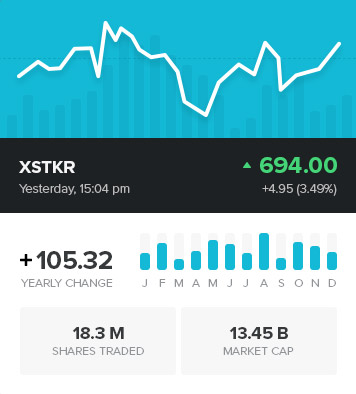 XSTKR
694.00
Yesterday, 15:04 pm
+4.95 (3.49%)
+105.32
YEARLY CHANGE
J F M A M J J A S O N D
18.3 M
SHARES TRADED
13.45 B
MARKET CAP